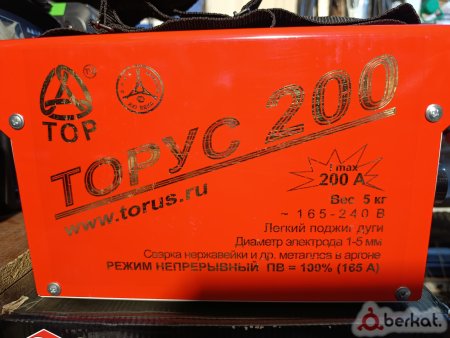 ТОР
®
ТОРУС 200
www.torus.ru
max
200 А
Вес 5 кг
~ 165-240 В
Легкий поджиг дуги
Диаметр электрода 1-5 мм
Сварка нержавейки и др. металлов в аргоне
РЕЖИМ НЕПРЕРЫВНЫЙ ПВ = 100% (165 А)
berkat.